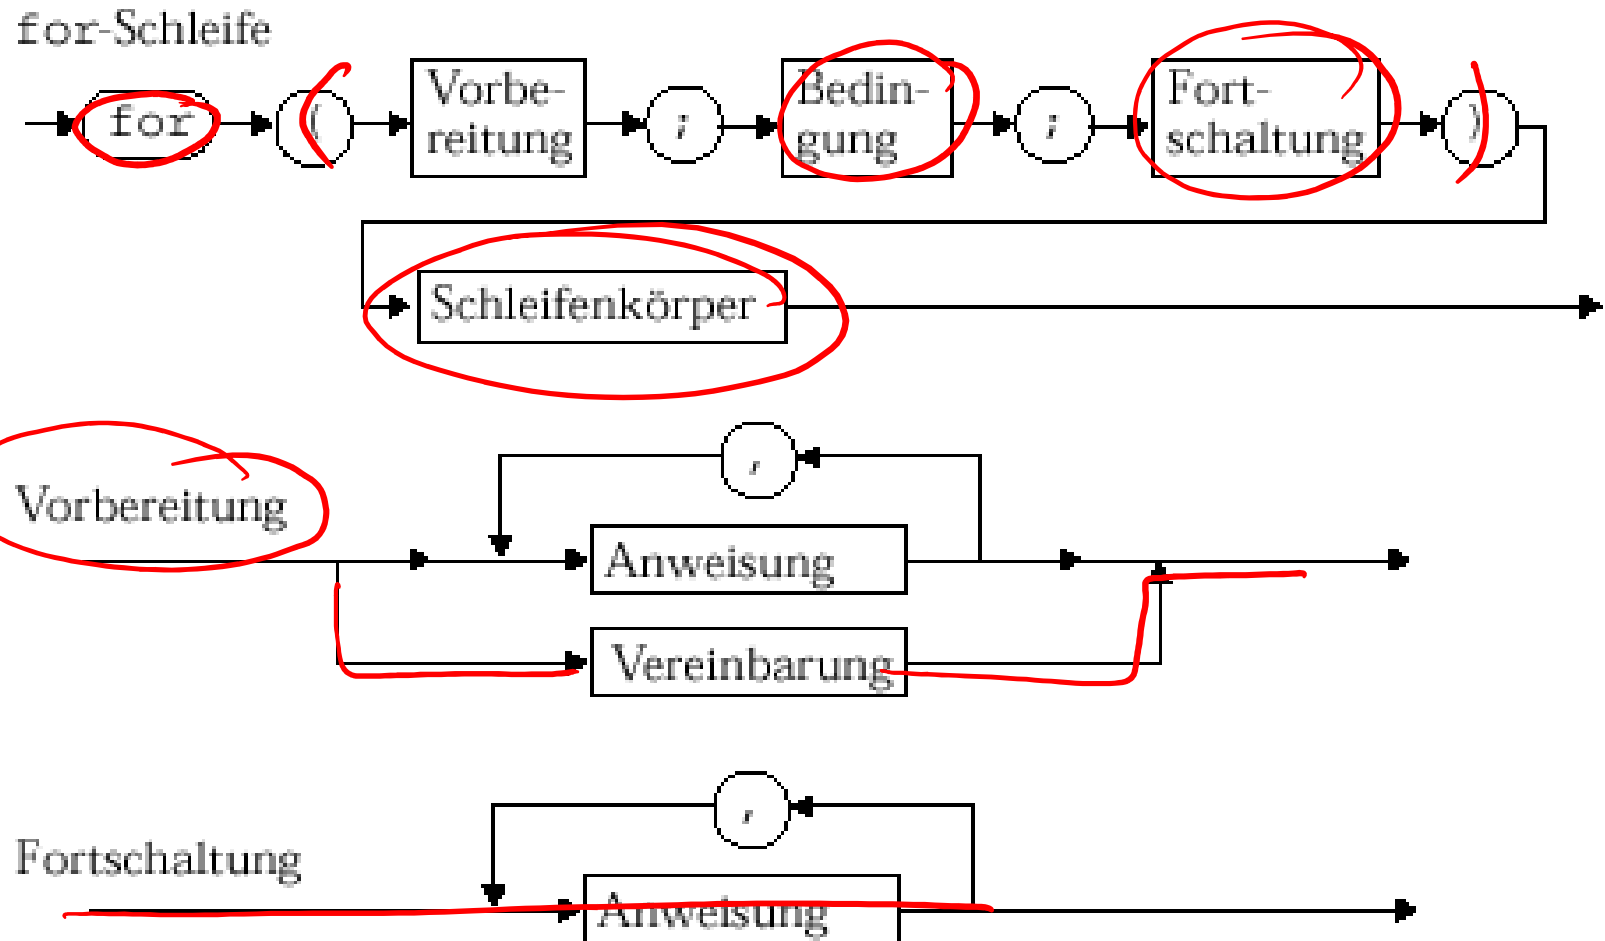 for-Schleife
for ( Vorbe-
reitung ; Bedin-
gung ; Fort-
schaltung )
Schleifenkörper
,
Vorbereitung
Anweisung
Vereinbarung
,
Fortschaltung
Anweisung